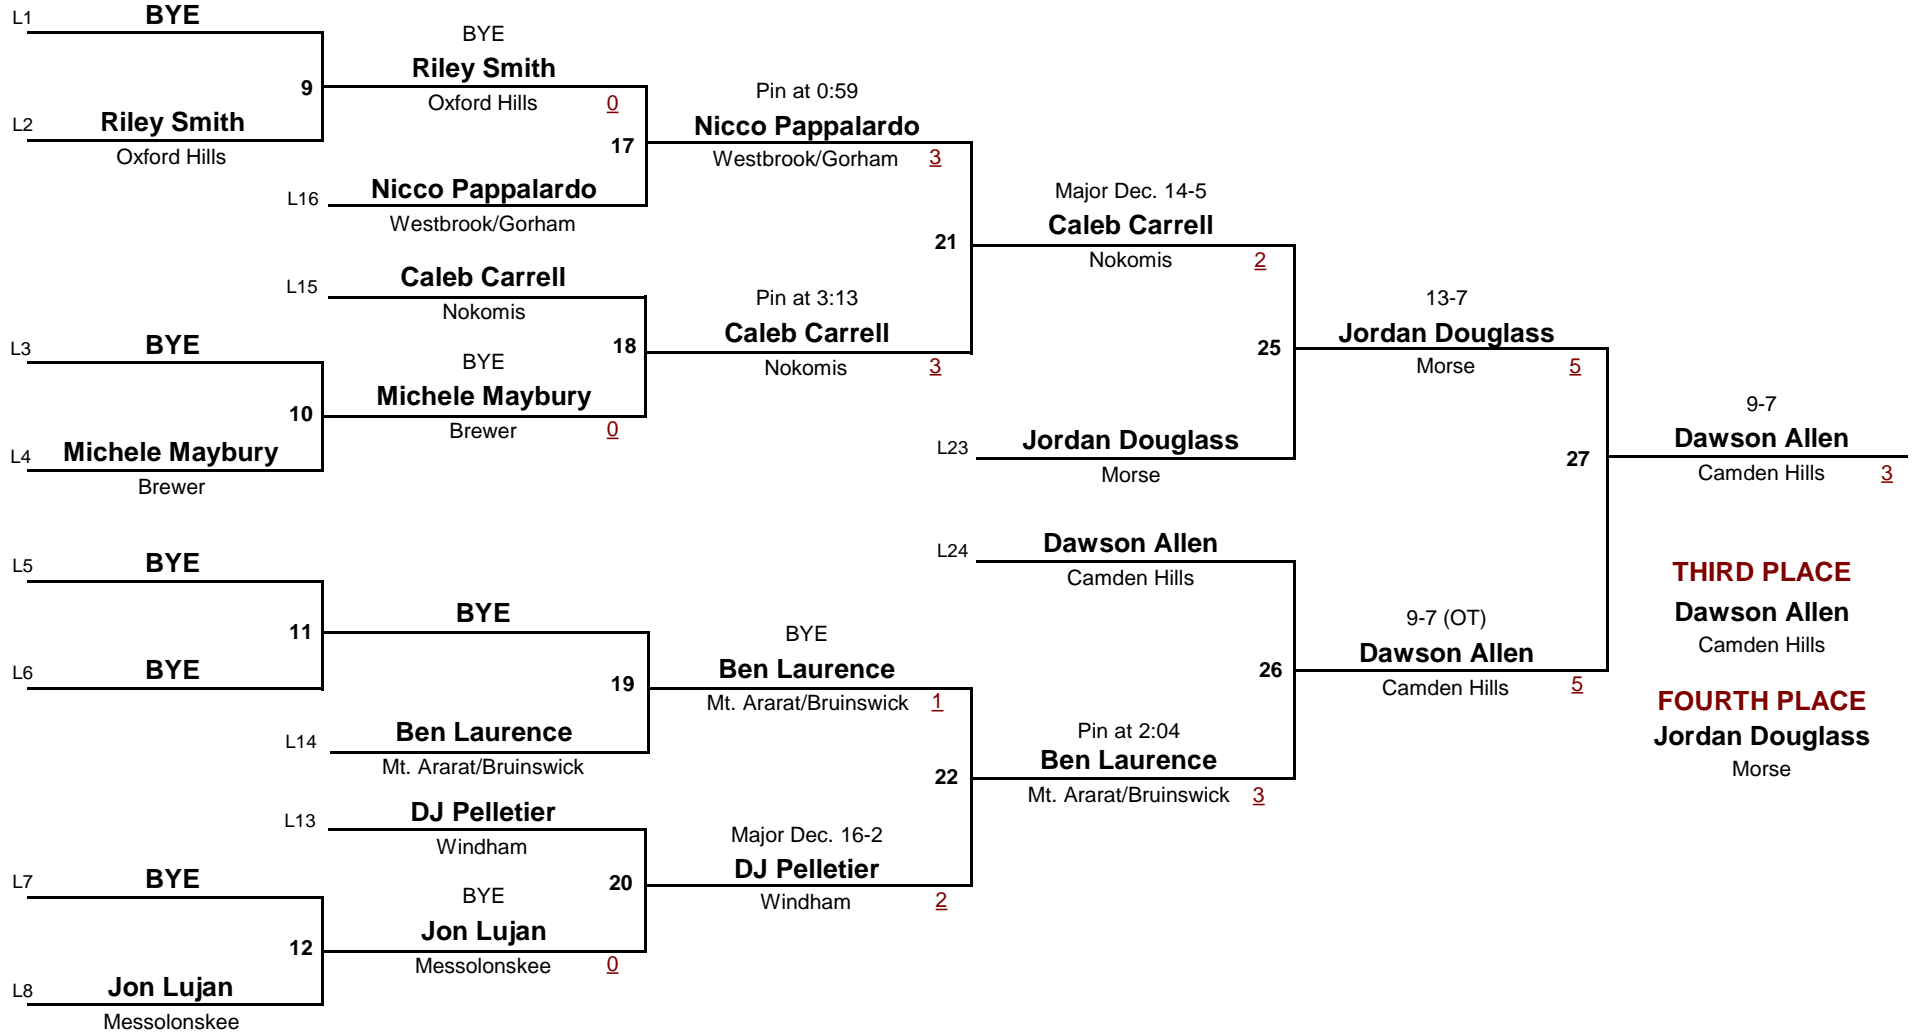 L1
BYE
9
L2
Riley Smith
Oxford Hills
BYE
Riley Smith
Oxford Hills 0
17
L16
Nicco Pappalardo
Westbrook/Gorham
Pin at 0:59
Nicco Pappalardo
Westbrook/Gorham 3
21
L15
Caleb Carrell
Nokomis
18
L3
BYE
10
L4
Michele Maybury
Brewer
BYE
Michele Maybury
Brewer 0
Pin at 3:13
Caleb Carrell
Nokomis 3
Major Dec. 14-5
Caleb Carrell
Nokomis 2
25
L23
Jordan Douglass
Morse
13-7
Jordan Douglass
Morse 5
27
9-7
Dawson Allen
Camden Hills 3
L5
BYE
11
L6
BYE
BYE
19
L14
Ben Laurence
Mt. Ararat/Bruinswick
BYE
Ben Laurence
Mt. Ararat/Bruinswick 1
22
L13
DJ Pelletier
Windham
20
L7
BYE
12
L8
Jon Lujan
Messolonskee
BYE
Jon Lujan
Messolonskee 0
Major Dec. 16-2
DJ Pelletier
Windham 2
L24
Dawson Allen
Camden Hills
26
Pin at 2:04
Ben Laurence
Mt. Ararat/Bruinswick 3
9-7 (OT)
Dawson Allen
Camden Hills 5
THIRD PLACE
Dawson Allen
Camden Hills
FOURTH PLACE
Jordan Douglass
Morse